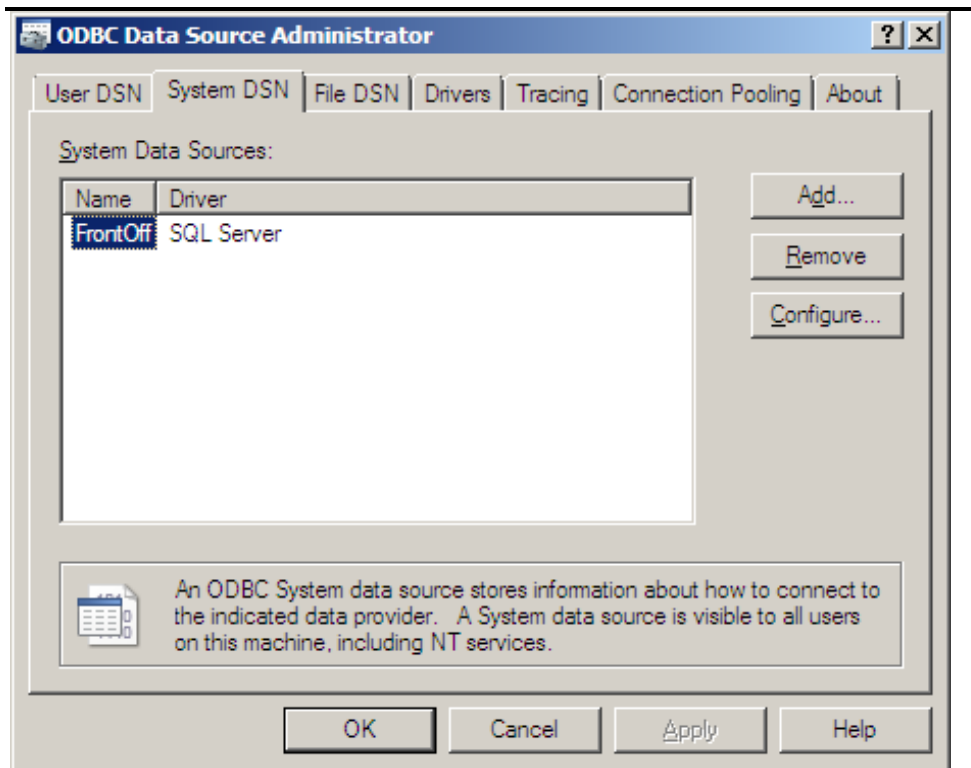 ODBC Data Source Administrator
User DSN System DSN File DSN Drivers Tracing Connection Pooling About
System Data Sources:
Name Driver
FrontOff SQL Server
Add...
Remove
Configure...
An ODBC System data source stores information about how to connect to
the indicated data provider. A System data source is visible to all users
on this machine, including NT services.
OK Cancel Apply Help